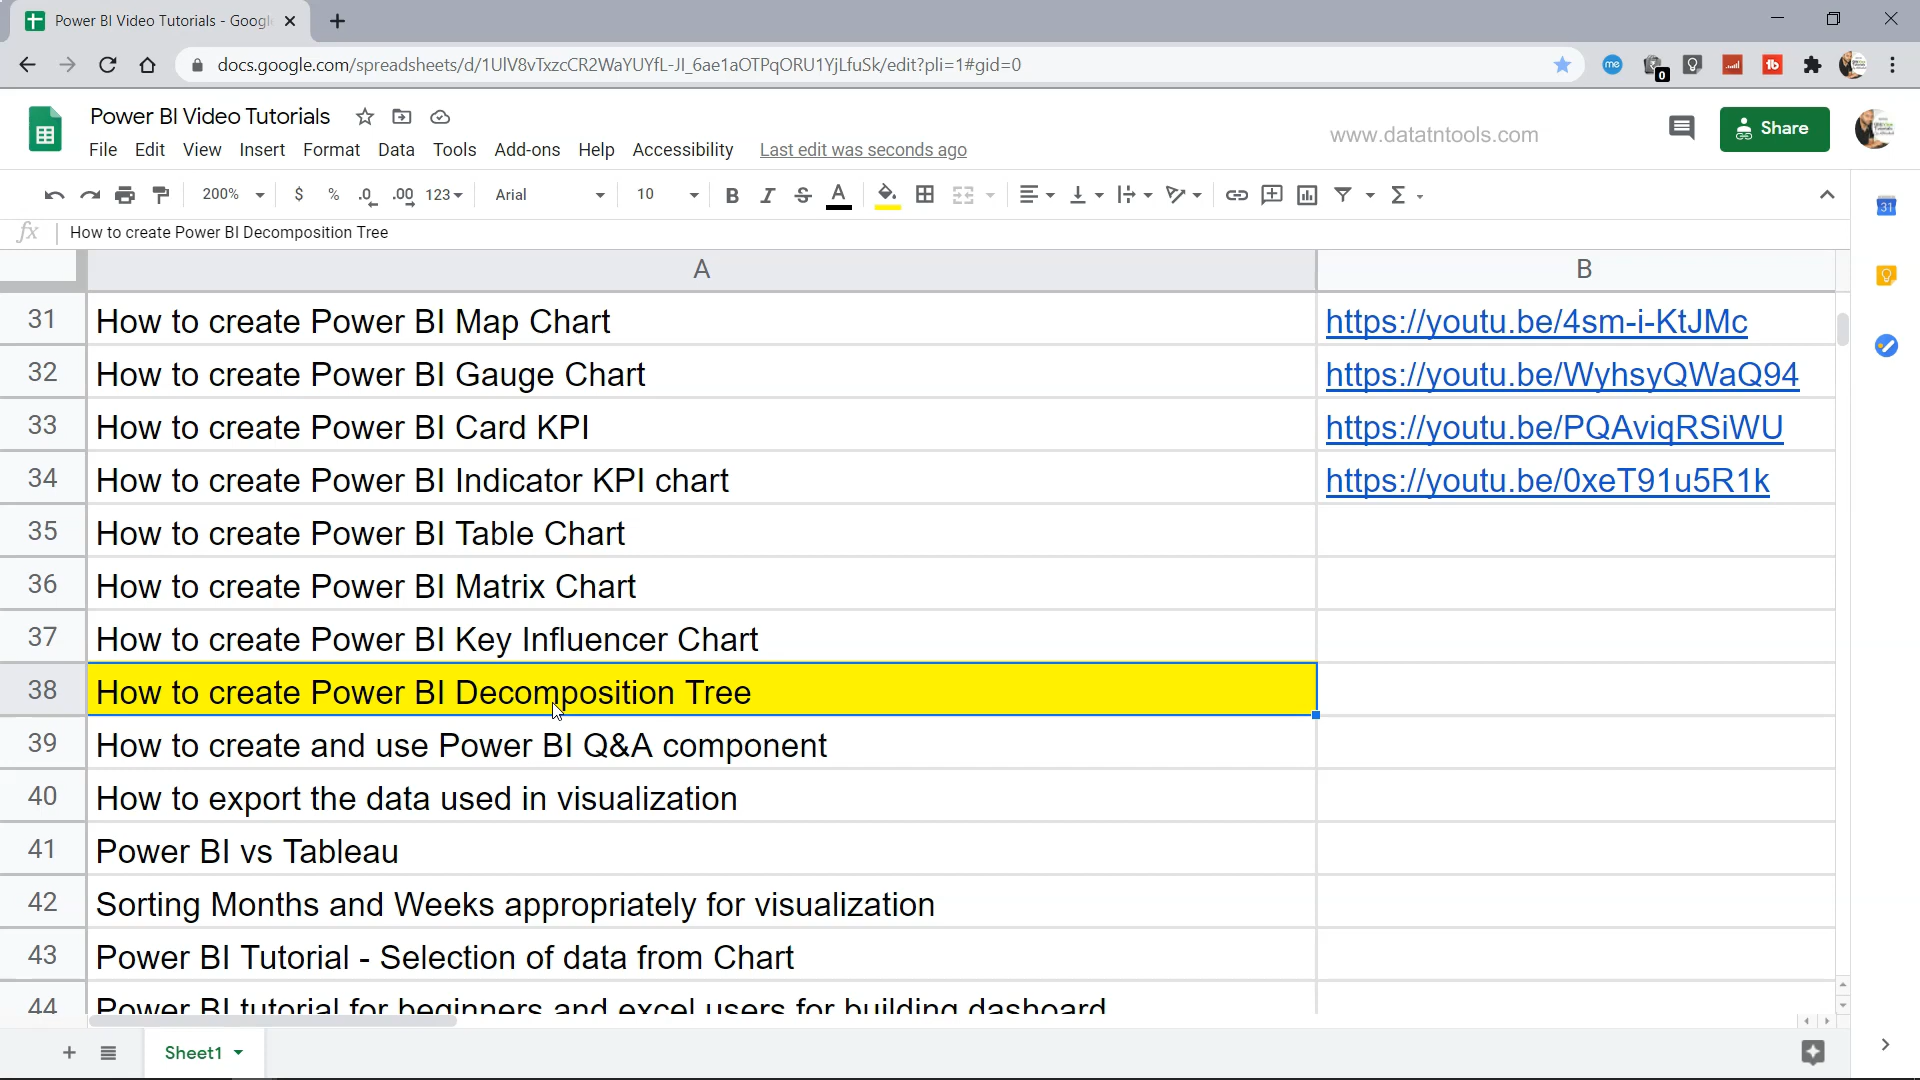 Power BI Video Tutorials - Googl
docs.google.com/spreadsheets/d/1UlV8vTxzcCR2WaYUYfL-JI_6ae1aOTPqORU1YjLfuSk/edit?pli=1#gid=0
me
0
tb
Power BI Video Tutorials
www.datatntools.com
Share
File Edit View Insert Format Data Tools Add-ons Help Accessibility Last edit was seconds ago
200% $ % .0 .00 123 Arial 10 B I S A Σ
31
fx How to create Power BI Decomposition Tree
A B
31 How to create Power BI Map Chart https://youtu.be/4sm-i-KtJMc
32 How to create Power BI Gauge Chart https://youtu.be/WyhsyQWaQ94
33 How to create Power BI Card KPI https://youtu.be/PQAviqRSiWU
34 How to create Power BI Indicator KPI chart https://youtu.be/0xeT91u5R1k
35 How to create Power BI Table Chart
36 How to create Power BI Matrix Chart
37 How to create Power BI Key Influencer Chart
38 How to create Power BI Decomposition Tree
39 How to create and use Power BI Q&A component
40 How to export the data used in visualization
41 Power BI vs Tableau
42 Sorting Months and Weeks appropriately for visualization
43 Power BI Tutorial - Selection of data from Chart
44 Power BI tutorial for beginners and excel users for building dashoard
Sheet1